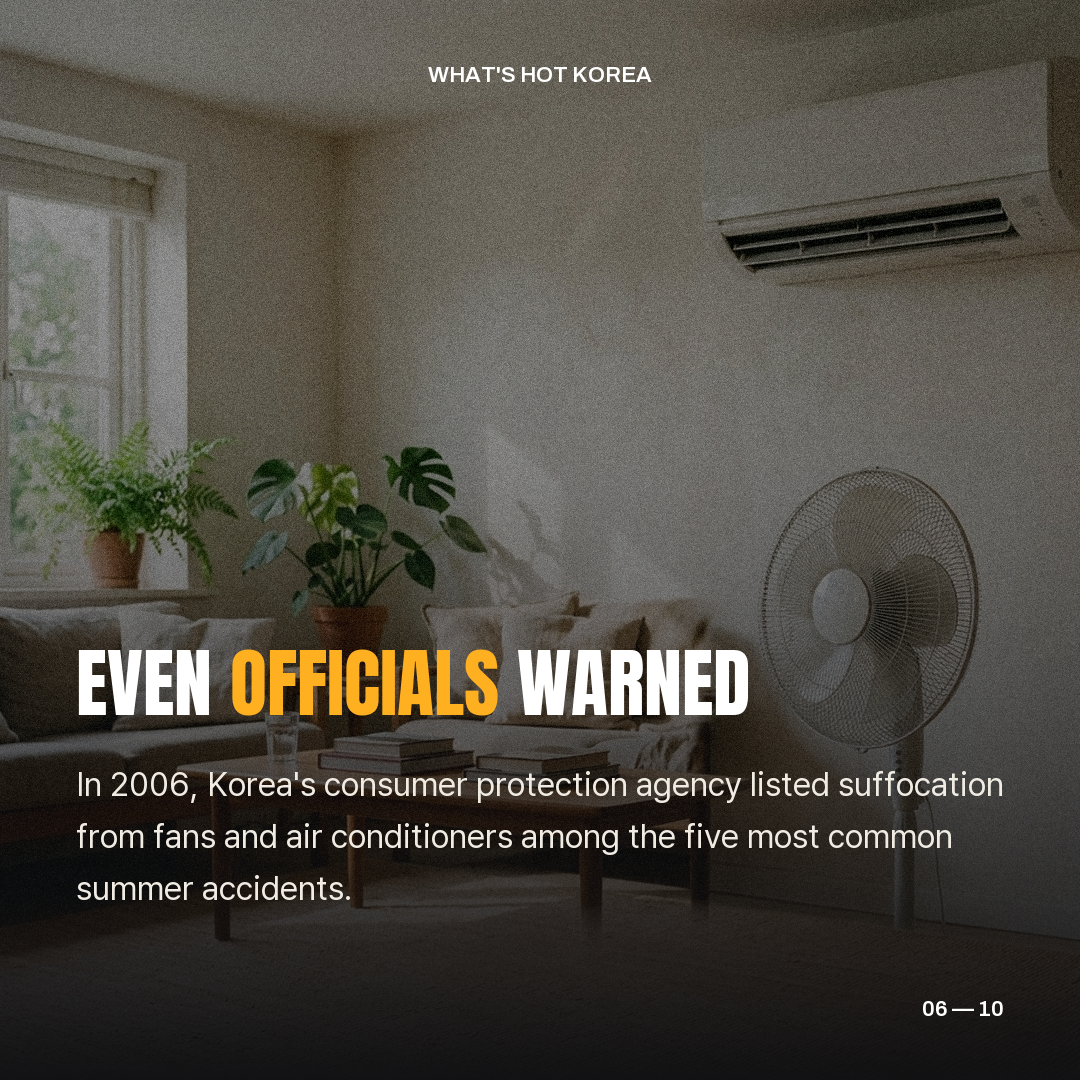 WHAT'S HOT KOREA
EVEN OFFICIALS WARNED
In 2006, Korea's consumer protection agency listed suffocation
from fans and air conditioners among the five most common
summer accidents.
06 — 10